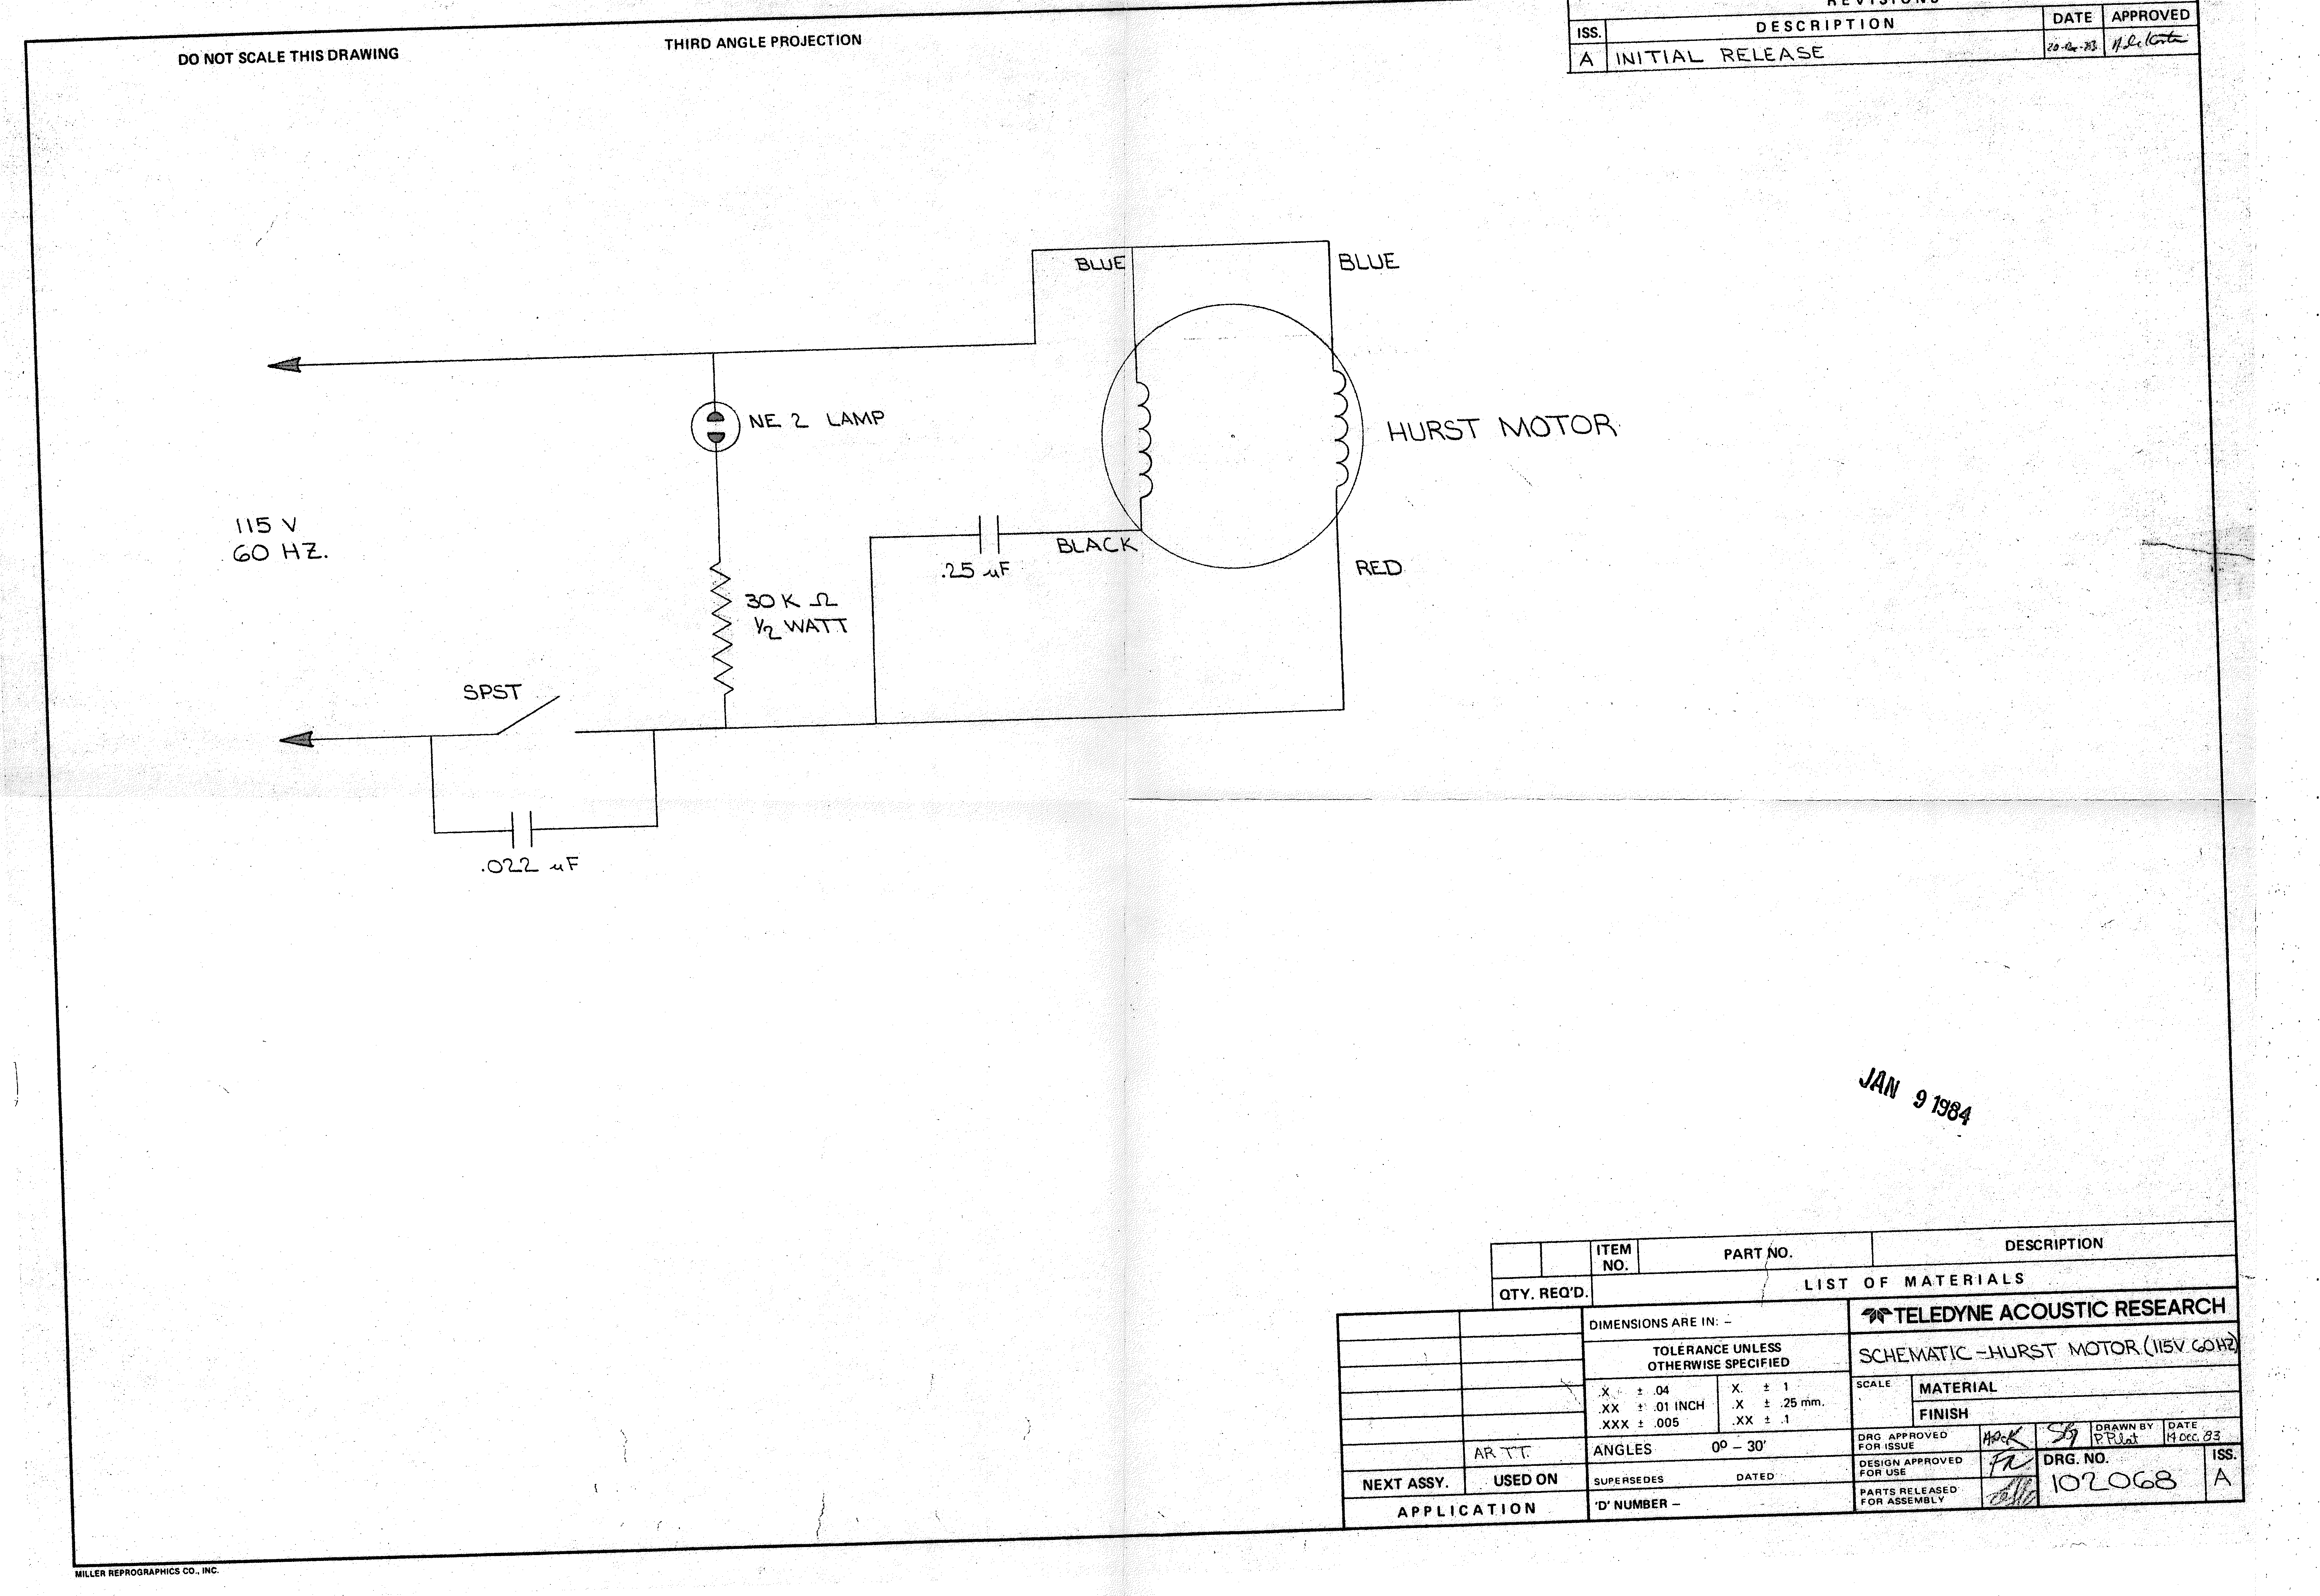 REVISIONS
ISS. DESCRIPTION DATE APPROVED
A INITIAL RELEASE
DO NOT SCALE THIS DRAWING
THIRD ANGLE PROJECTION
BLUE
BLUE
NE 2 LAMP
HURST MOTOR
115 V
60 HZ.
BLACK
.25 uF
RED
30 K Ω
1/2 WATT
SPST
.022 uF
JAN 9 1984
ITEM NO.
PART NO.
DESCRIPTION
QTY. REQ'D.
LIST OF MATERIALS
DIMENSIONS ARE IN: –
TELEDYNE ACOUSTIC RESEARCH
TOLERANCE UNLESS
OTHERWISE SPECIFIED
SCHEMATIC - HURST MOTOR (115V 60HZ)
.X ± .04
.XX ± .01 INCH
.XXX ± .005
X. ± 1
.X ± .25 mm.
.XX ± .1
SCALE
MATERIAL
FINISH
AR TT.
ANGLES 0º – 30'
DRG APPROVED
FOR ISSUE
DRAWN BY
P. Pilat
DATE
19 DEC. 83
NEXT ASSY.
USED ON
SUPERSEDES DATED
DESIGN APPROVED
FOR USE
DRG. NO.
102068
ISS.
A
APPLICATION
'D' NUMBER –
PARTS RELEASED
FOR ASSEMBLY
MILLER REPROGRAPHICS CO., INC.